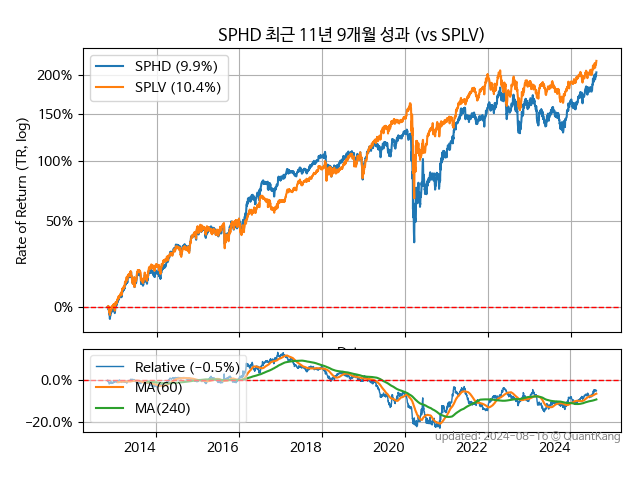 SPHD 최근 11년 9개월 성과 (vs SPLV)
SPHD (9.9%)
SPLV (10.4%)
200%
150%
100%
50%
0%
Rate of Return (TR, log)
Relative (−0.5%)
MA(60)
MA(240)
0.0%
−20.0%
2014 2016 2018 2020 2022 2024
updated: 2024-08-16 © QuantKang